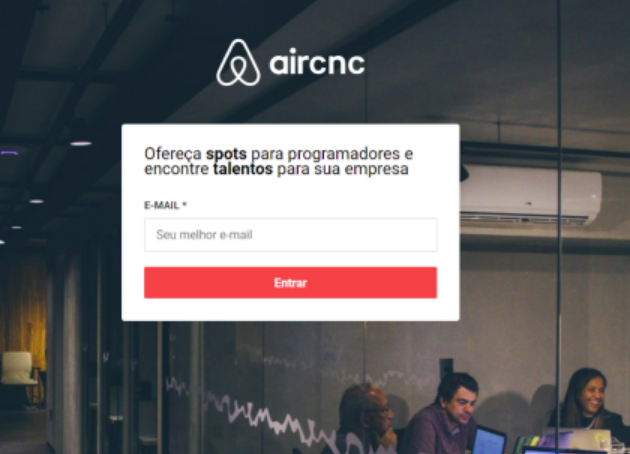 aircnc
Ofereça spots para programadores e
encontre talentos para sua empresa
E-MAIL *
Seu melhor e-mail
Entrar